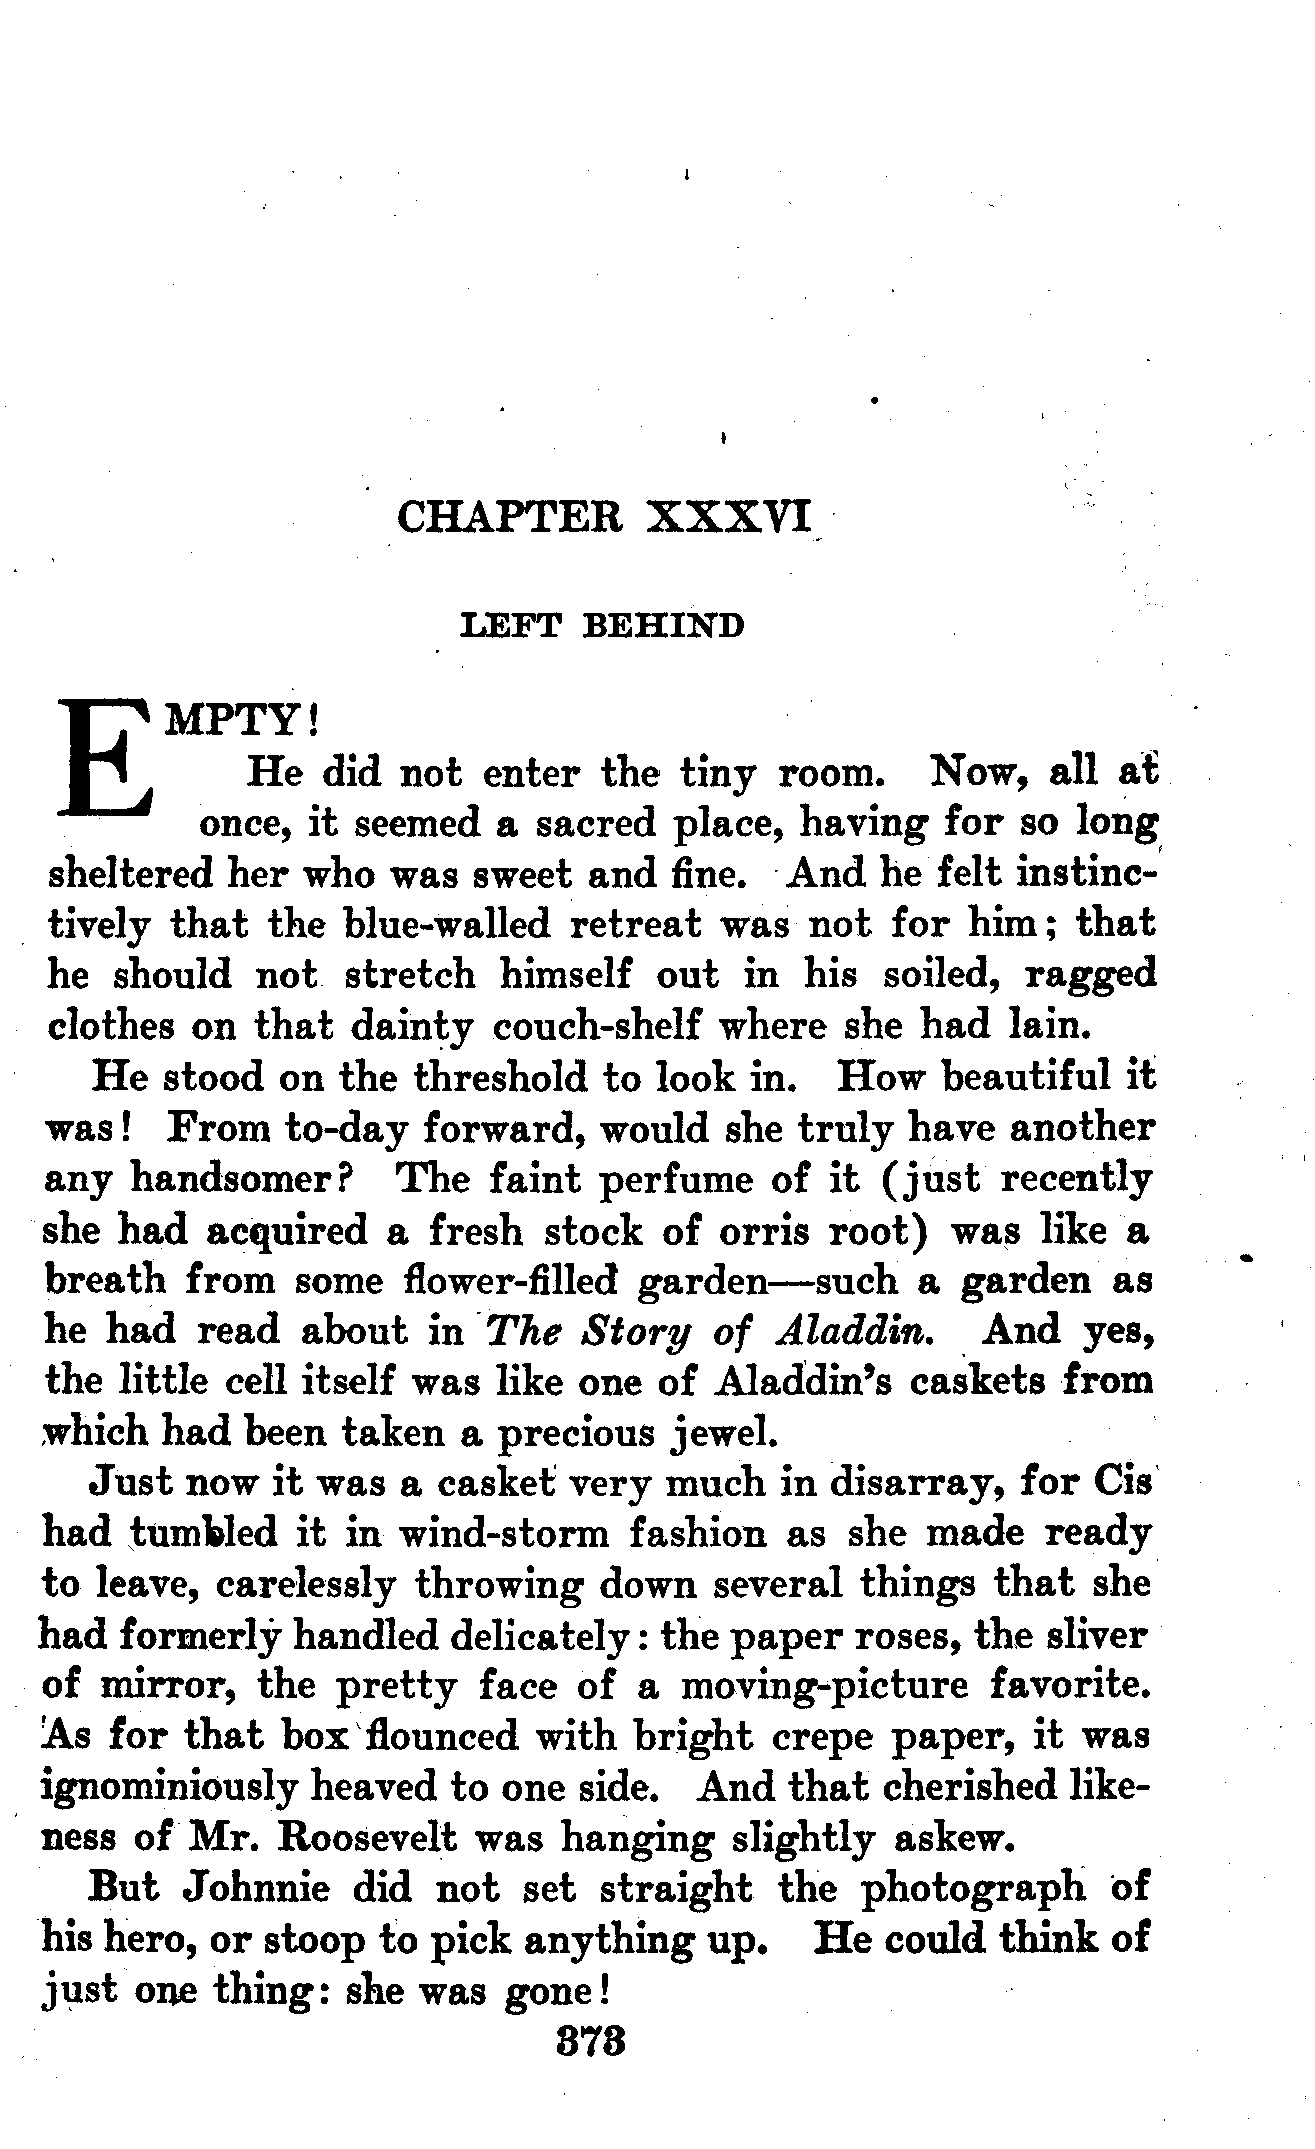 CHAPTER XXXVI
LEFT BEHIND
EMPTY!
He did not enter the tiny room. Now, all at
once, it seemed a sacred place, having for so long
sheltered her who was sweet and fine. And he felt instinc-
tively that the blue-walled retreat was not for him; that
he should not stretch himself out in his soiled, ragged
clothes on that dainty couch-shelf where she had lain.
He stood on the threshold to look in. How beautiful it
was! From to-day forward, would she truly have another
any handsomer? The faint perfume of it (just recently
she had acquired a fresh stock of orris root) was like a
breath from some flower-filled garden—such a garden as
he had read about in The Story of Aladdin. And yes,
the little cell itself was like one of Aladdin's caskets from
which had been taken a precious jewel.
Just now it was a casket very much in disarray, for Cis
had tumbled it in wind-storm fashion as she made ready
to leave, carelessly throwing down several things that she
had formerly handled delicately: the paper roses, the sliver
of mirror, the pretty face of a moving-picture favorite.
As for that box flounced with bright crepe paper, it was
ignominiously heaved to one side. And that cherished like-
ness of Mr. Roosevelt was hanging slightly askew.
But Johnnie did not set straight the photograph of
his hero, or stoop to pick anything up. He could think of
just one thing: she was gone!
373